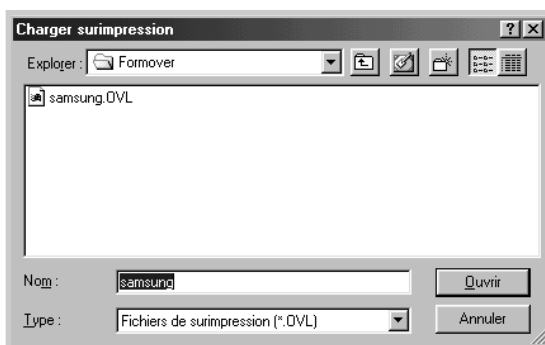 Charger surimpression
Explorer : Formover
samsung.OVL
Nom : samsung
Ouvrir
Type : Fichiers de surimpression (*.OVL)
Annuler